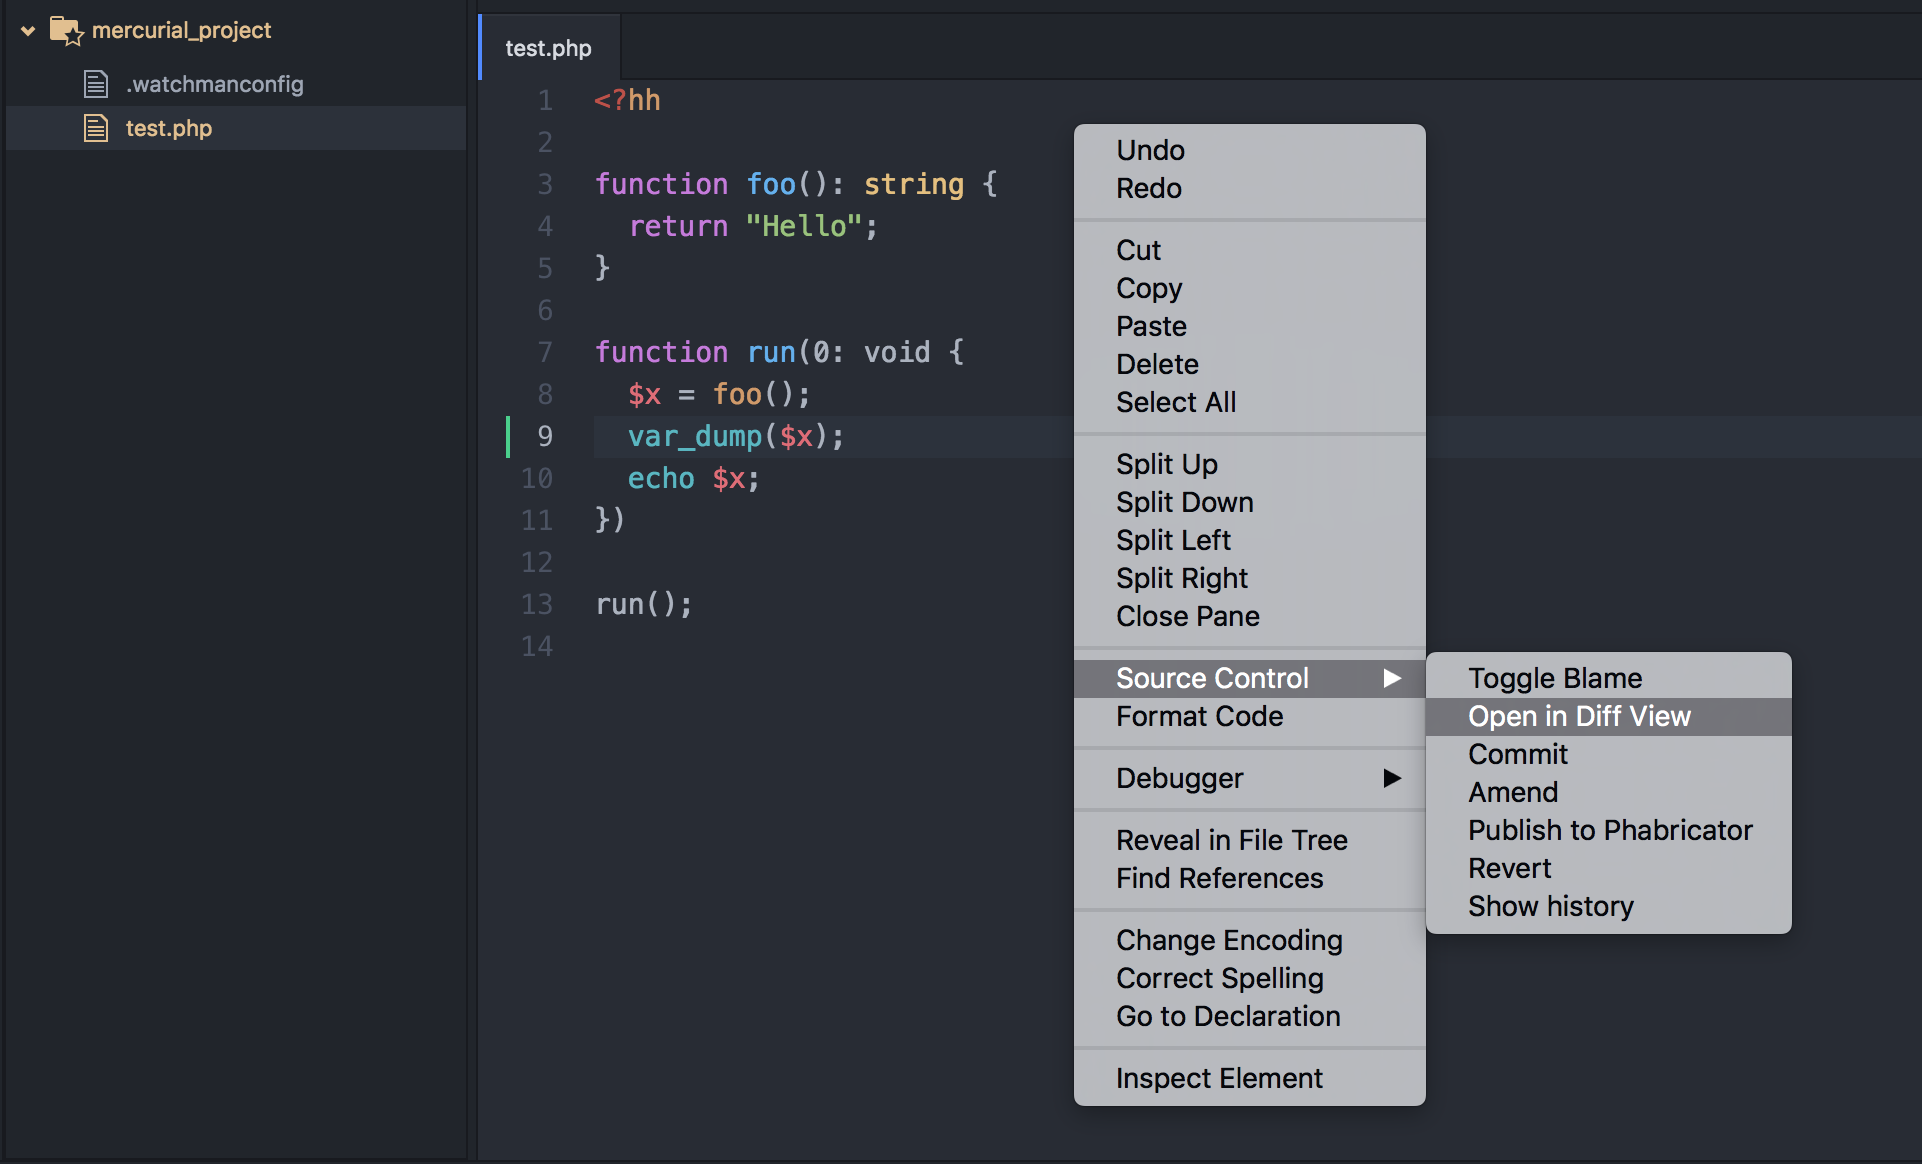 mercurial_project
.watchmanconfig
test.php
test.php
1 <?hh
2
3 function foo(): string {
4 return "Hello";
5 }
6
7 function run(0: void {
8 $x = foo();
9 var_dump($x);
10 echo $x;
11 })
12
13 run();
14
Undo
Redo
Cut
Copy
Paste
Delete
Select All
Split Up
Split Down
Split Left
Split Right
Close Pane
Source Control
Format Code
Debugger
Reveal in File Tree
Find References
Change Encoding
Correct Spelling
Go to Declaration
Inspect Element
Toggle Blame
Open in Diff View
Commit
Amend
Publish to Phabricator
Revert
Show history